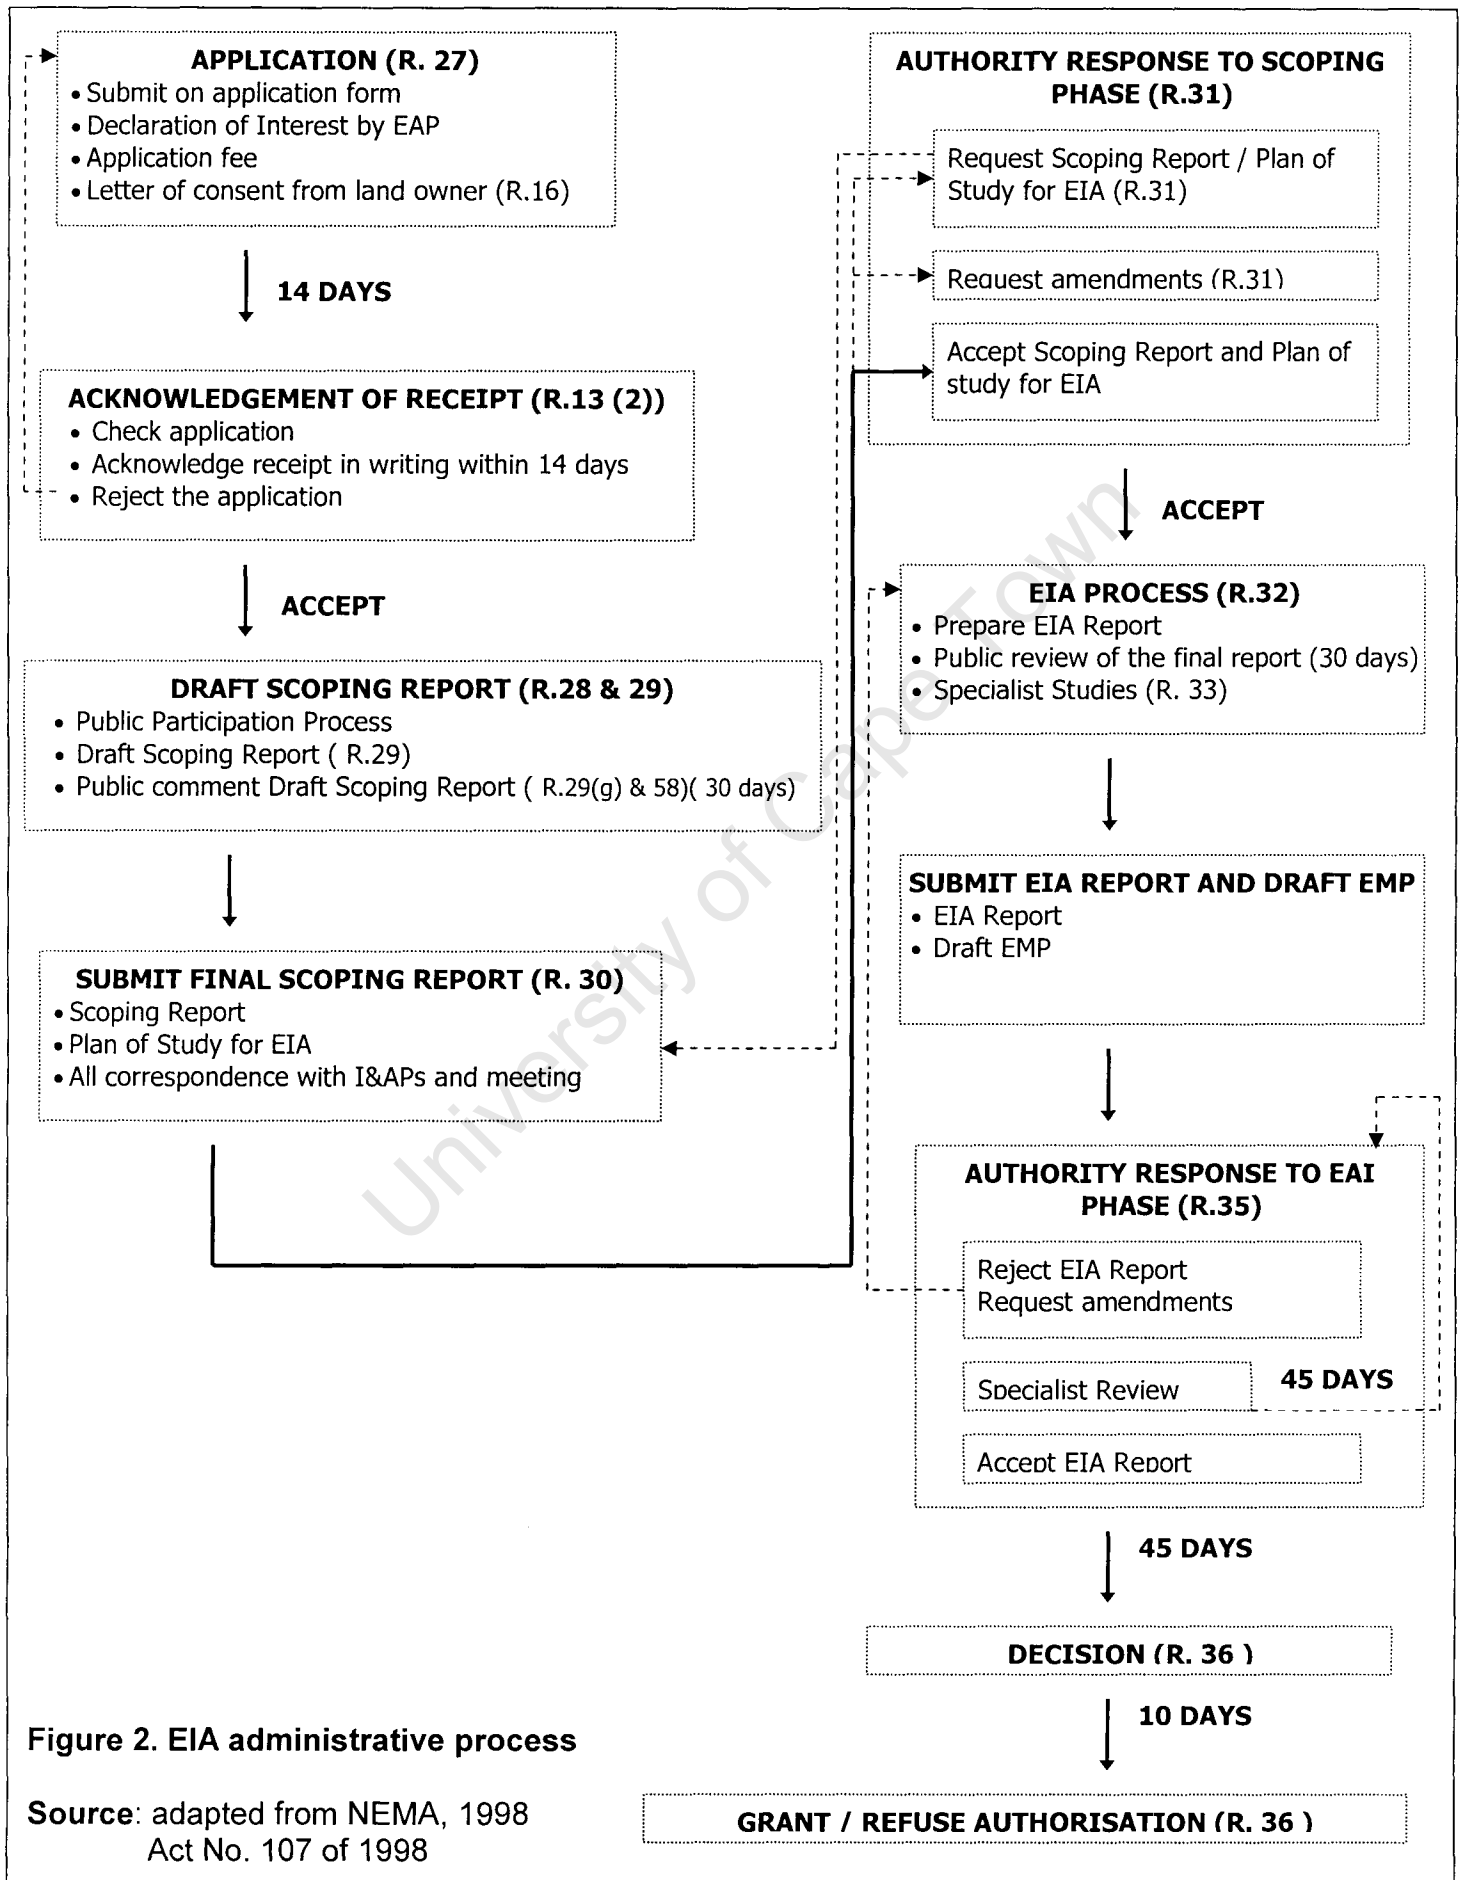 APPLICATION (R. 27)
• Submit on application form
• Declaration of Interest by EAP
• Application fee
• Letter of consent from land owner (R.16)
14 DAYS
ACKNOWLEDGEMENT OF RECEIPT (R.13 (2))
• Check application
• Acknowledge receipt in writing within 14 days
• Reject the application
ACCEPT
DRAFT SCOPING REPORT (R.28 & 29)
• Public Participation Process
• Draft Scoping Report ( R.29)
• Public comment Draft Scoping Report ( R.29(g) & 58)( 30 days)
SUBMIT FINAL SCOPING REPORT (R. 30)
• Scoping Report
• Plan of Study for EIA
• All correspondence with I&APs and meeting
AUTHORITY RESPONSE TO SCOPING
PHASE (R.31)
Request Scoping Report / Plan of
Study for EIA (R.31)
Request amendments (R.31)
Accept Scoping Report and Plan of
study for EIA
ACCEPT
EIA PROCESS (R.32)
• Prepare EIA Report
• Public review of the final report (30 days)
• Specialist Studies (R. 33)
SUBMIT EIA REPORT AND DRAFT EMP
• EIA Report
• Draft EMP
AUTHORITY RESPONSE TO EAI
PHASE (R.35)
Reject EIA Report
Request amendments
Specialist Review
45 DAYS
Accept EIA Report
45 DAYS
DECISION (R. 36 )
10 DAYS
GRANT / REFUSE AUTHORISATION (R. 36 )
Figure 2. EIA administrative process
Source: adapted from NEMA, 1998
Act No. 107 of 1998
University of Cape Town